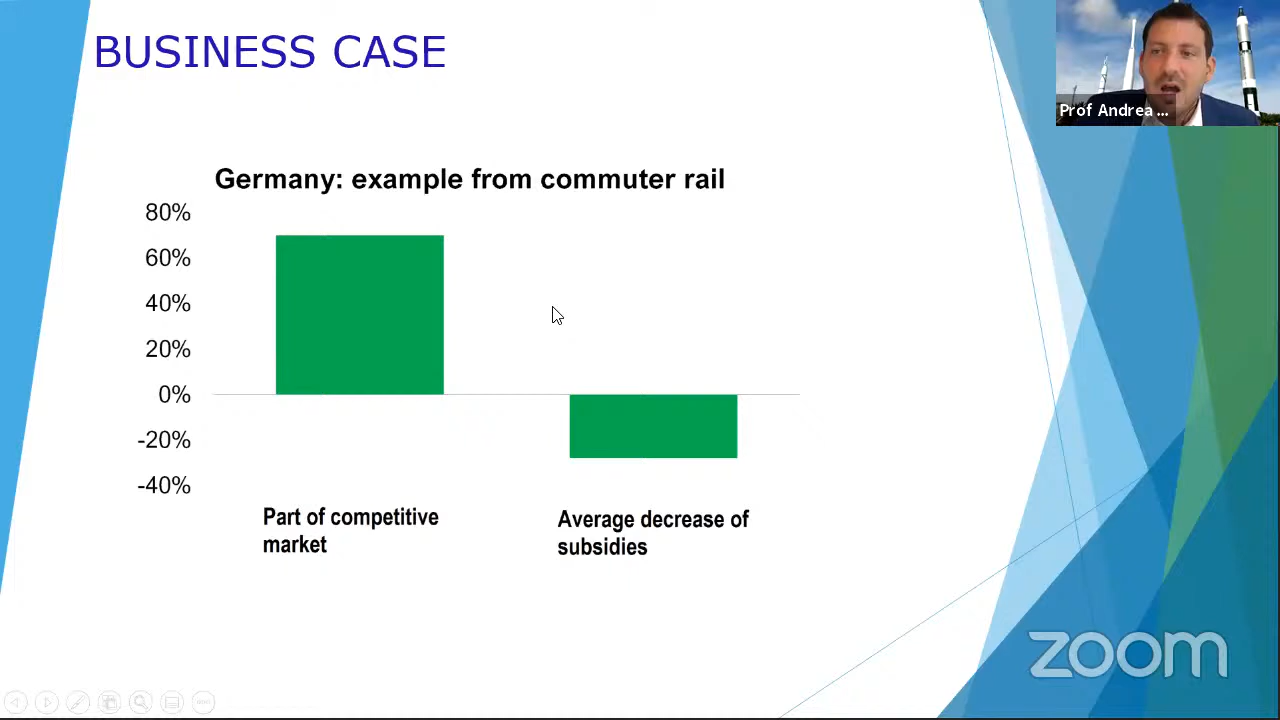 BUSINESS CASE
Prof Andrea ...
Germany: example from commuter rail
80%
60%
40%
20%
0%
-20%
-40%
Part of competitive
market
Average decrease of
subsidies
zoom